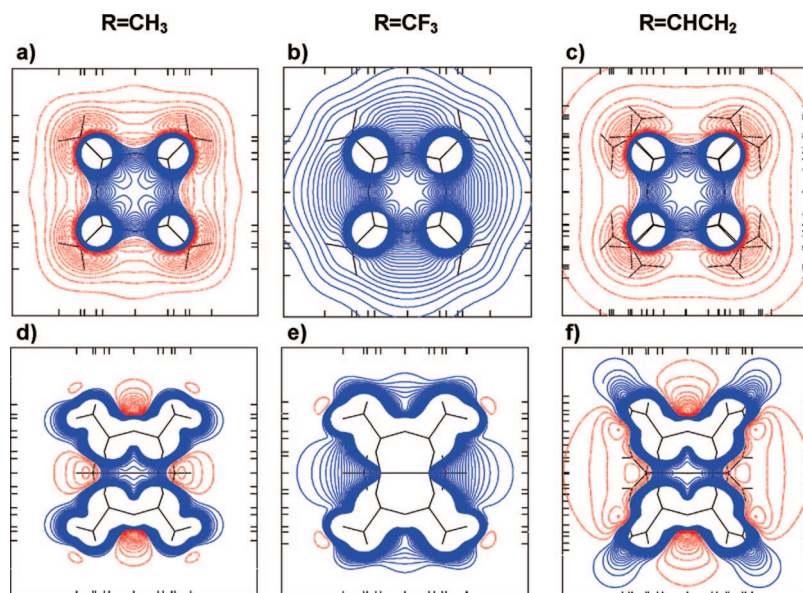 R=CH₃ R=CF₃ R=CHCH₂
a) b) c)
d) e) f)